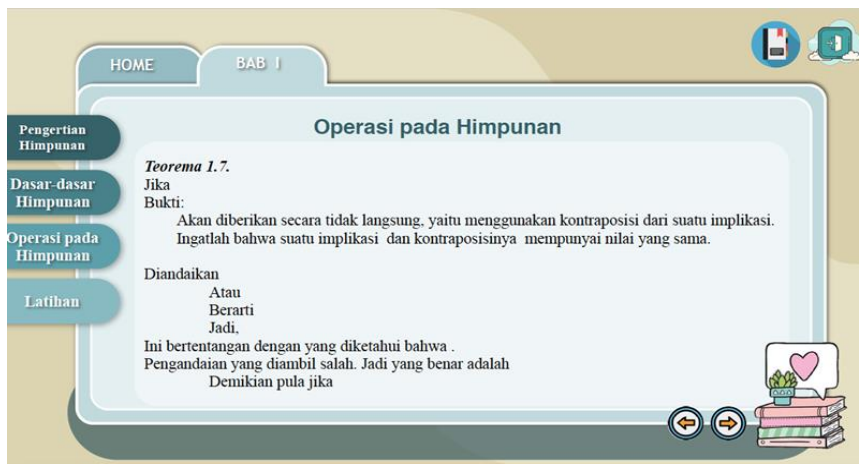 HOME
BAB I
Pengertian
Himpunan
Dasar-dasar
Himpunan
Operasi pada
Himpunan
Latihan
Operasi pada Himpunan
Teorema 1.7.
Jika
Bukti:
Akan diberikan secara tidak langsung, yaitu menggunakan kontraposisi dari suatu implikasi.
Ingatlah bahwa suatu implikasi dan kontraposisinya mempunyai nilai yang sama.
Diandaikan
Atau
Berarti
Jadi,
Ini bertentangan dengan yang diketahui bahwa .
Pengandaian yang diambil salah. Jadi yang benar adalah
Demikian pula jika